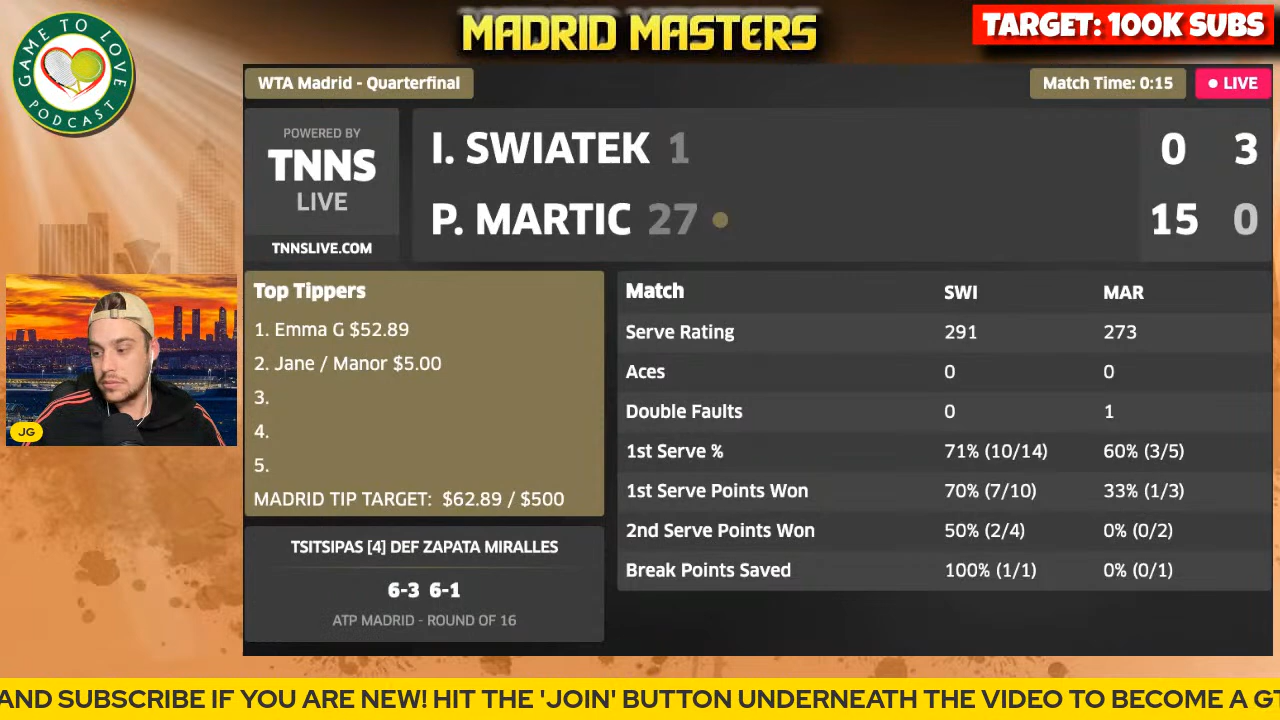 GAME TO LOVE
PODCAST
MADRID MASTERS
TARGET: 100K SUBS
WTA Madrid - Quarterfinal
Match Time: 0:15
LIVE
POWERED BY
TNNS
LIVE
TNNSLIVE.COM
I. SWIATEK 1 0 3
P. MARTIC 27 15 0
Top Tippers
1. Emma G $52.89
2. Jane / Manor $5.00
3.
4.
5.
MADRID TIP TARGET: $62.89 / $500
TSITSIPAS [4] DEF ZAPATA MIRALLES
6-3 6-1
ATP MADRID - ROUND OF 16
Match SWI MAR
Serve Rating 291 273
Aces 0 0
Double Faults 0 1
1st Serve % 71% (10/14) 60% (3/5)
1st Serve Points Won 70% (7/10) 33% (1/3)
2nd Serve Points Won 50% (2/4) 0% (0/2)
Break Points Saved 100% (1/1) 0% (0/1)
JG
AND SUBSCRIBE IF YOU ARE NEW! HIT THE 'JOIN' BUTTON UNDERNEATH THE VIDEO TO BECOME A GT